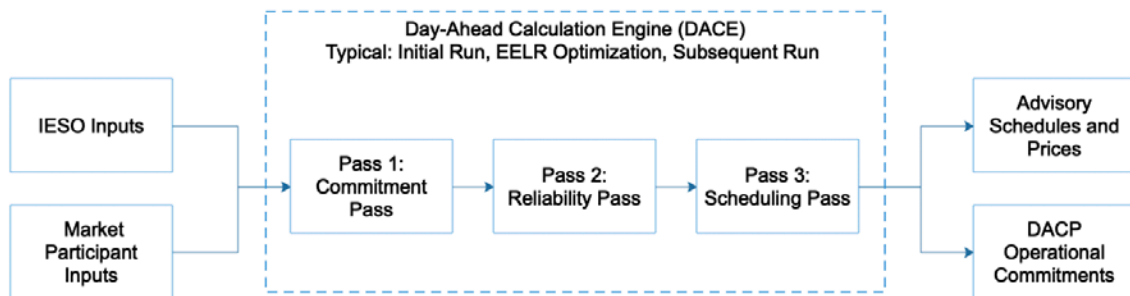 Day-Ahead Calculation Engine (DACE)
Typical: Initial Run, EELR Optimization, Subsequent Run
IESO Inputs
Market
Participant
Inputs
Pass 1:
Commitment
Pass
Pass 2:
Reliability Pass
Pass 3:
Scheduling Pass
Advisory
Schedules and
Prices
DACP
Operational
Commitments